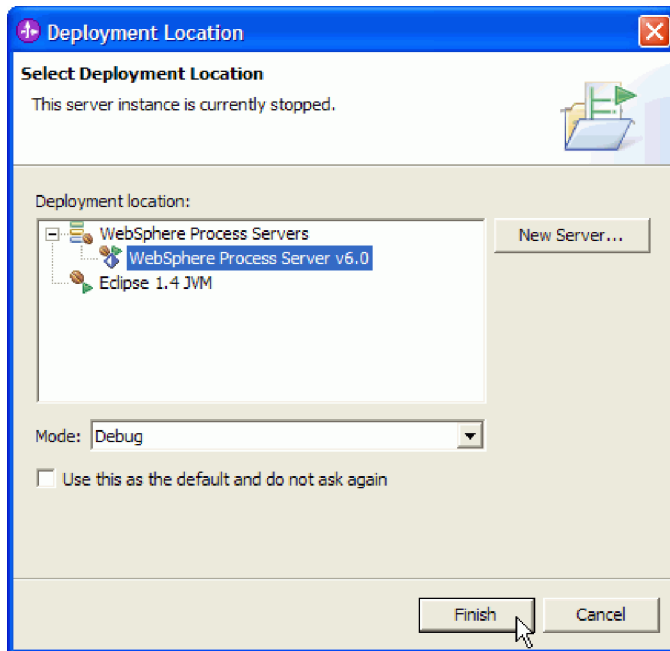 Deployment Location
Select Deployment Location
This server instance is currently stopped.
Deployment location:
WebSphere Process Servers
WebSphere Process Server v6.0
Eclipse 1.4 JVM
New Server...
Mode: Debug
Use this as the default and do not ask again
Finish
Cancel